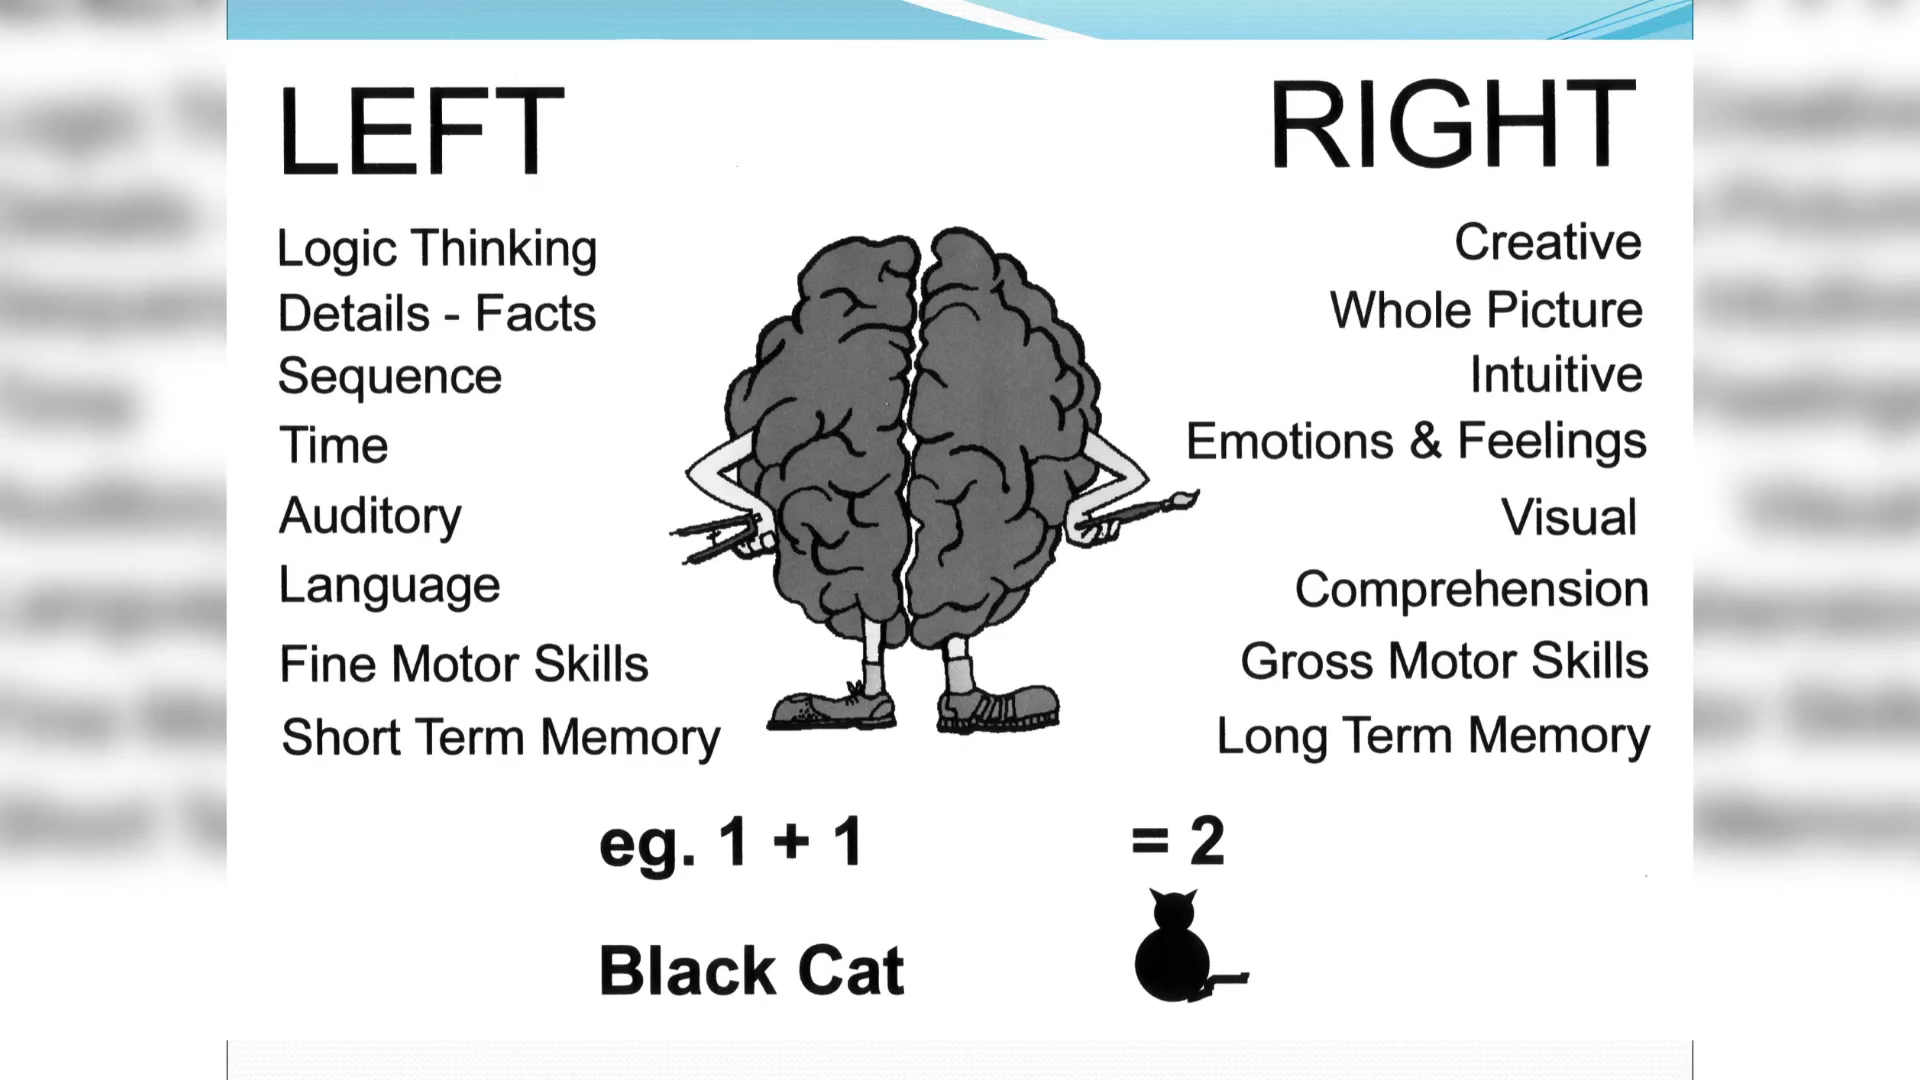 LEFT
RIGHT
Logic Thinking
Creative
Details - Facts
Whole Picture
Sequence
Intuitive
Time
Emotions & Feelings
Auditory
Visual
Language
Comprehension
Fine Motor Skills
Gross Motor Skills
Short Term Memory
Long Term Memory
eg. 1 + 1 = 2
Black Cat